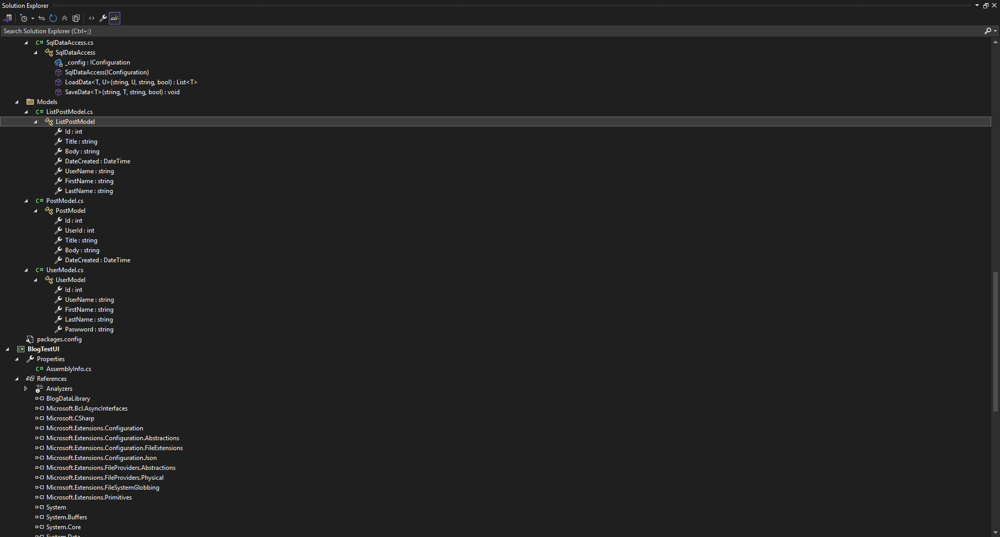 Solution Explorer
Search Solution Explorer (Ctrl+;)
C# SqlDataAccess.cs
SqlDataAccess
_config : IConfiguration
SqlDataAccess(IConfiguration)
LoadData<T, U>(string, U, string, bool) : List<T>
SaveData<T>(string, T, string, bool) : void
Models
C# ListPostModel.cs
ListPostModel
Id : int
Title : string
Body : string
DateCreated : DateTime
UserName : string
FirstName : string
LastName : string
C# PostModel.cs
PostModel
Id : int
UserId : int
Title : string
Body : string
DateCreated : DateTime
C# UserModel.cs
UserModel
Id : int
UserName : string
FirstName : string
LastName : string
Paswword : string
packages.config
C# BlogTestUI
Properties
C# AssemblyInfo.cs
References
Analyzers
BlogDataLibrary
Microsoft.Bcl.AsyncInterfaces
Microsoft.CSharp
Microsoft.Extensions.Configuration
Microsoft.Extensions.Configuration.Abstractions
Microsoft.Extensions.Configuration.FileExtensions
Microsoft.Extensions.Configuration.Json
Microsoft.Extensions.FileProviders.Abstractions
Microsoft.Extensions.FileProviders.Physical
Microsoft.Extensions.FileSystemGlobbing
Microsoft.Extensions.Primitives
System
System.Buffers
System.Core
System.Data